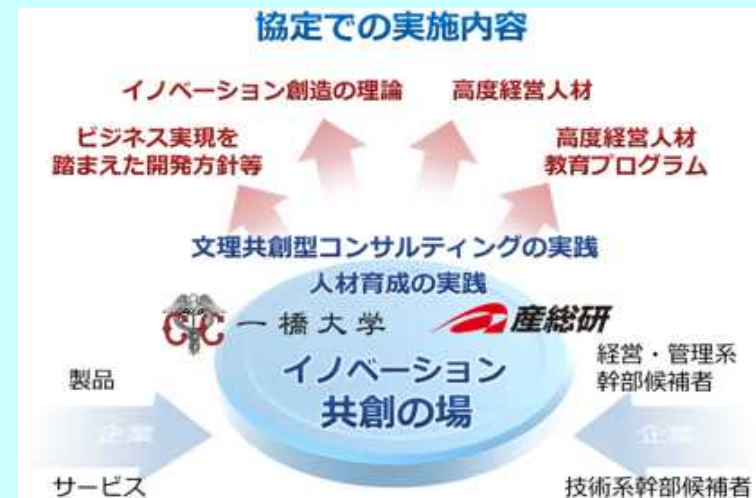 協定での実施内容
イノベーション創造の理論
高度経営人材
ビジネス実現を
踏まえた開発方針等
高度経営人材
教育プログラム
文理共創型コンサルティングの実践
人材育成の実践
一橋大学
産総研
イノベーション
共創の場
製品
企業
サービス
経営・管理系
幹部候補者
企業
技術系幹部候補者